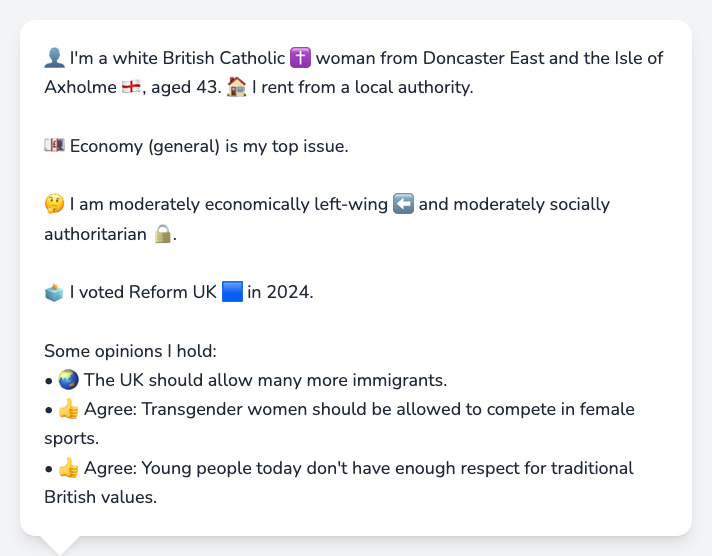 👤 I'm a white British Catholic ✝️ woman from Doncaster East and the Isle of
Axholme 🏴󠁧󠁢󠁥󠁮󠁧󠁿, aged 43. 🏠 I rent from a local authority.
💷 Economy (general) is my top issue.
🤔 I am moderately economically left-wing ⬅️ and moderately socially
authoritarian 🔒.
🗳️ I voted Reform UK 🟦 in 2024.
Some opinions I hold:
• 🌏 The UK should allow many more immigrants.
• 👍 Agree: Transgender women should be allowed to compete in female
sports.
• 👍 Agree: Young people today don't have enough respect for traditional
British values.